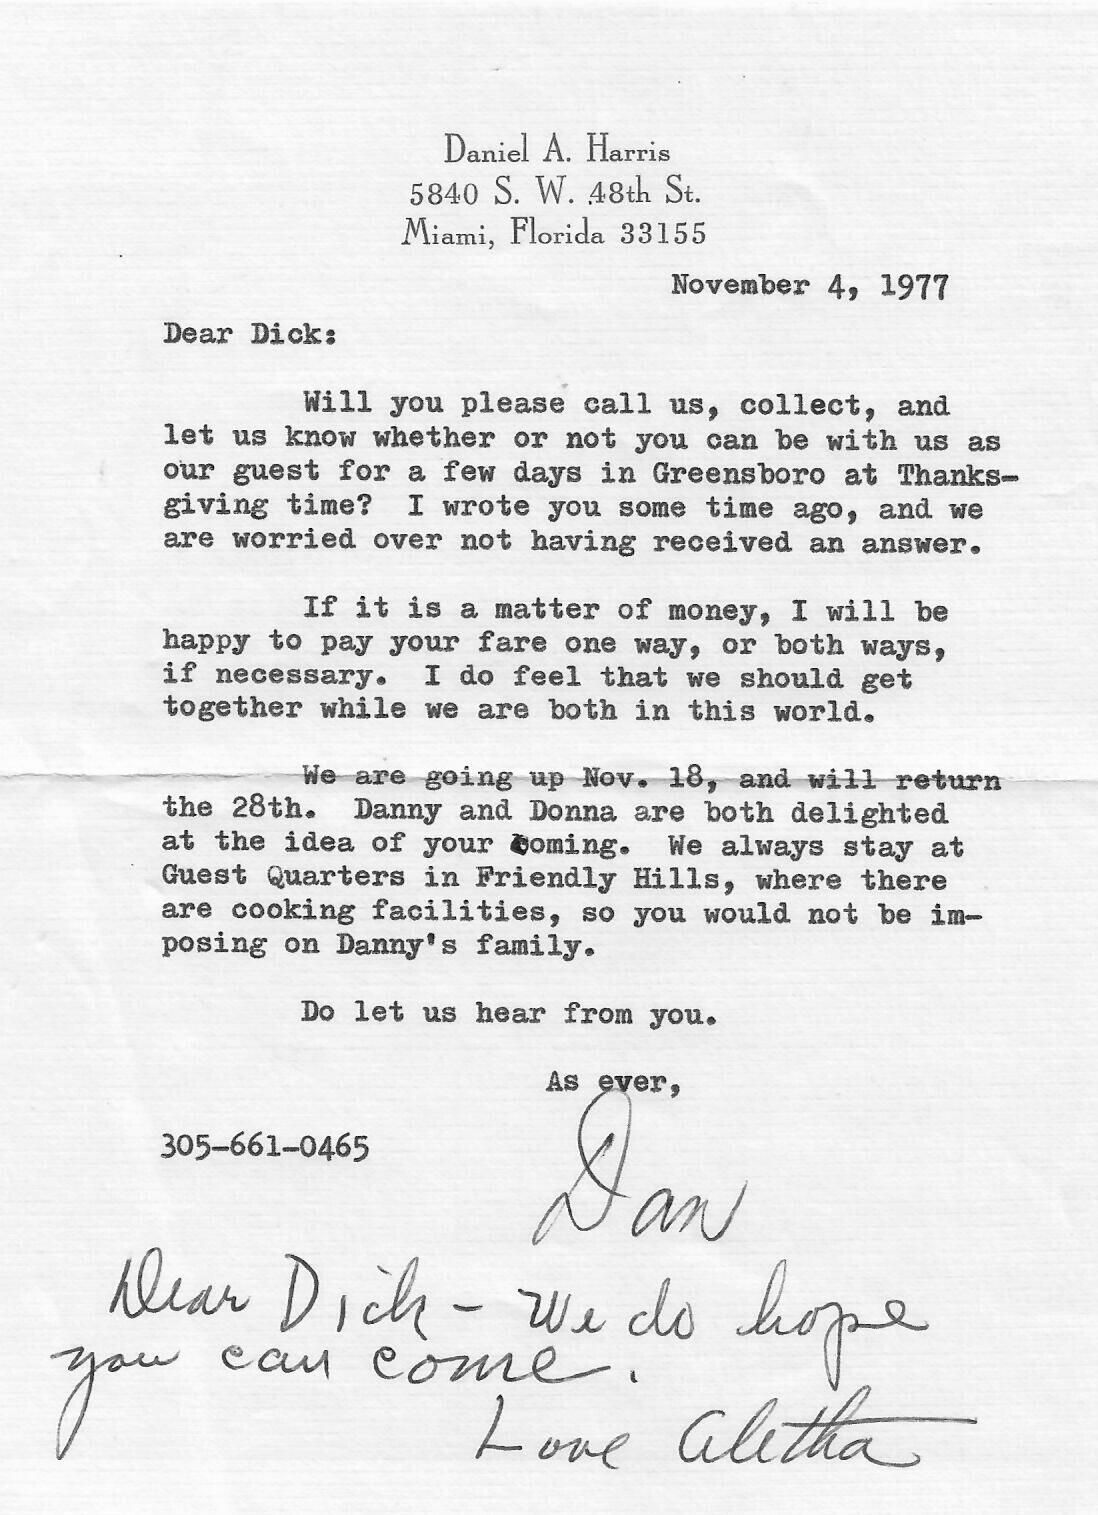 Daniel A. Harris
5840 S. W. 48th St.
Miami, Florida 33155
November 4, 1977
Dear Dick:
Will you please call us, collect, and
let us know whether or not you can be with us as
our guest for a few days in Greensboro at Thanks-
giving time?  I wrote you some time ago, and we
are worried over not having received an answer.
If it is a matter of money, I will be
happy to pay your fare one way, or both ways,
if necessary.  I do feel that we should get
together while we are both in this world.
We are going up Nov. 18, and will return
the 28th.  Danny and Donna are both delighted
at the idea of your coming.  We always stay at
Guest Quarters in Friendly Hills, where there
are cooking facilities, so you would not be im-
posing on Danny's family.
Do let us hear from you.
As ever,
305-661-0465
Dan
Dear Dick - We do hope
you can come.
Love Aletha